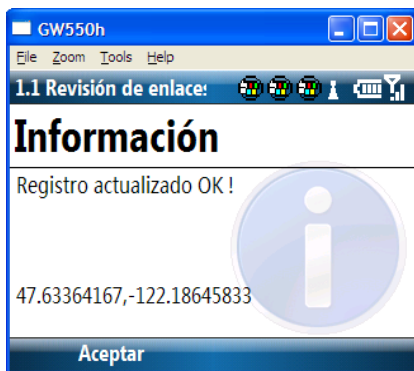 GW550h
File Zoom Tools Help
1.1 Revisión de enlace:
Información
Registro actualizado OK !
47.63364167,-122.18645833
Aceptar